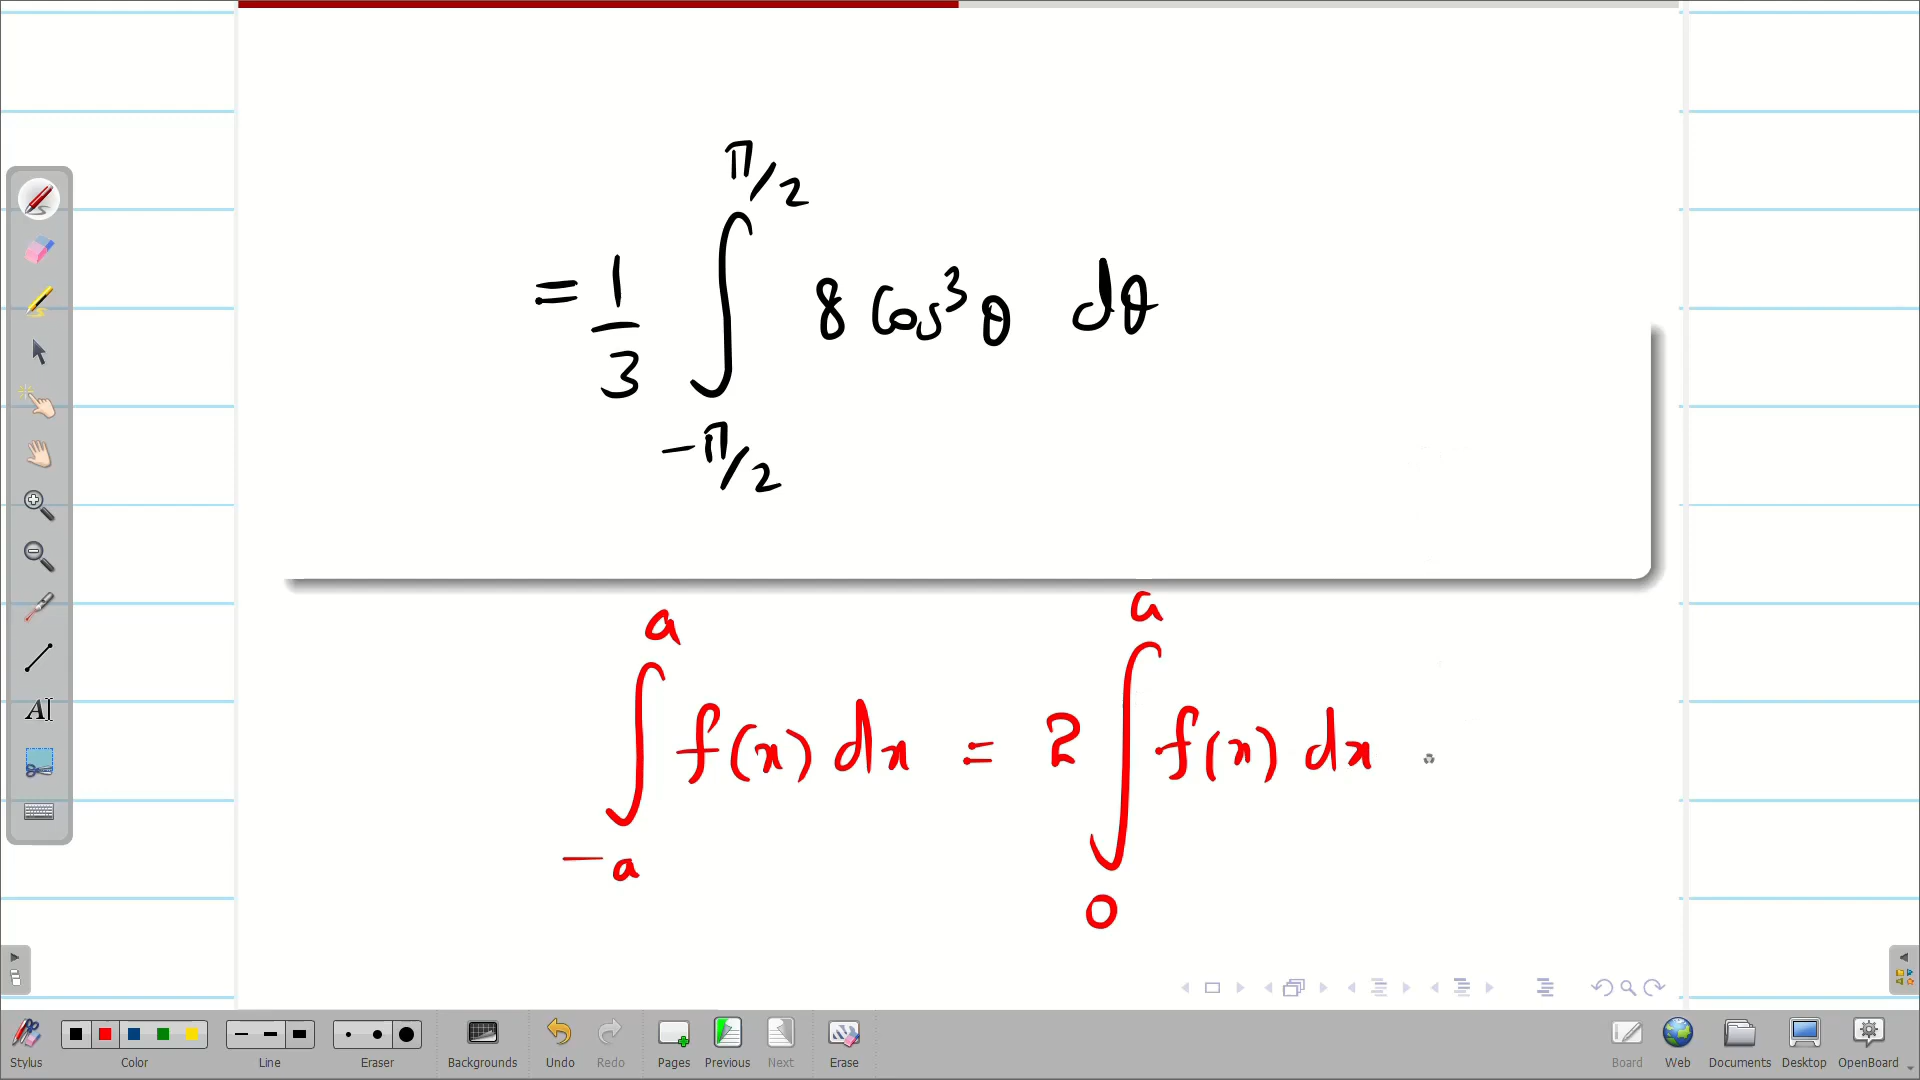 π/2
= 1/3 ∫ 8 cos³ θ dθ
-π/2
a a
∫ f(x) dx = 2 ∫ f(x) dx
-a 0
A
Stylus Color Line Eraser Backgrounds Undo Redo Pages Previous Next Erase Board Web Documents Desktop OpenBoard